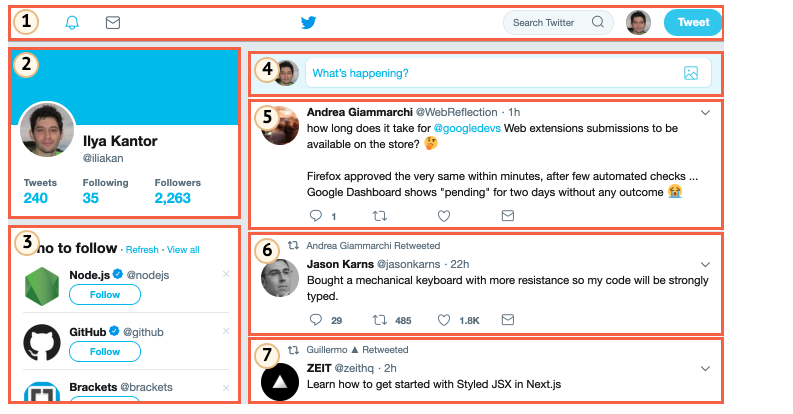 1
Search Twitter
Tweet
2
Ilya Kantor
@iliakan
Tweets Following Followers
240 35 2,263
3
ho to follow · Refresh · View all
Node.js @nodejs ×
Follow
GitHub @github ×
Follow
Brackets @brackets ×
4
What's happening?
5
Andrea Giammarchi @WebReflection · 1h
how long does it take for @googledevs Web extensions submissions to be
available on the store? 🤔
Firefox approved the very same within minutes, after few automated checks ...
Google Dashboard shows "pending" for two days without any outcome 😭
1
6
Andrea Giammarchi Retweeted
Jason Karns @jasonkarns · 22h
Bought a mechanical keyboard with more resistance so my code will be strongly
typed.
29 485 1.8K
7
Guillermo ▲ Retweeted
ZEIT @zeithq · 2h
Learn how to get started with Styled JSX in Next.js